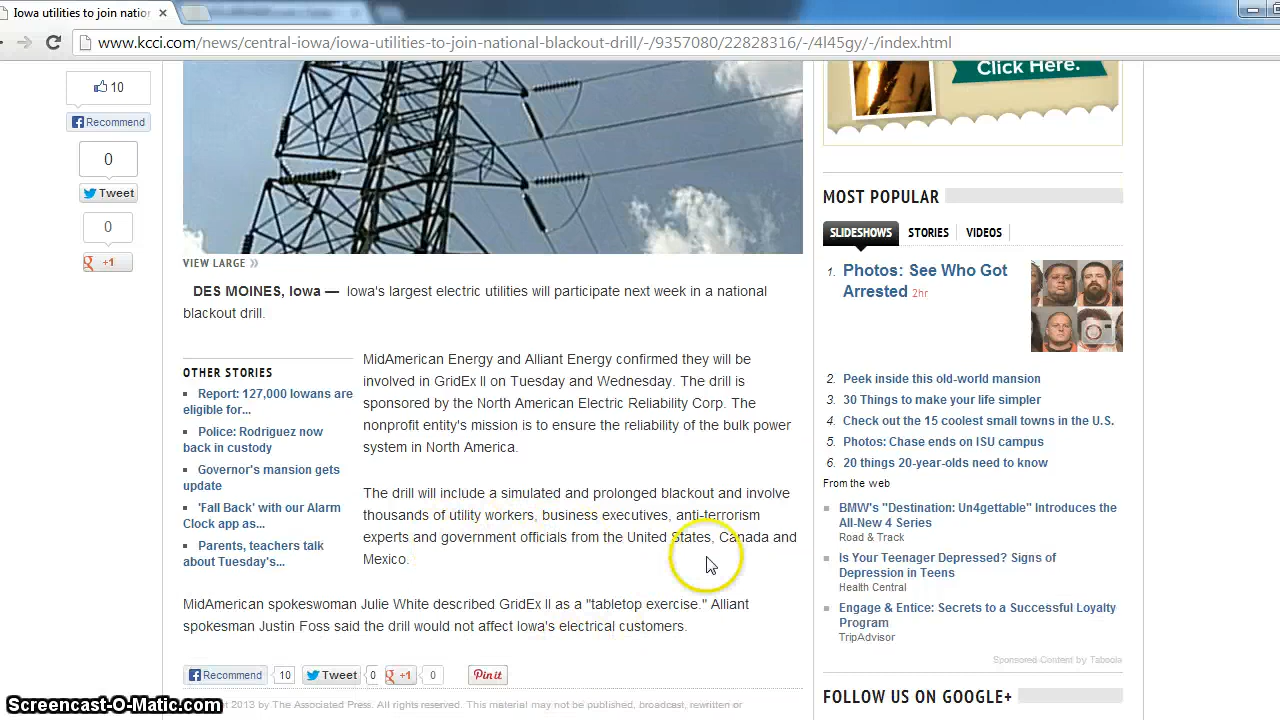 Iowa utilities to join nation
www.kcci.com/news/central-iowa/iowa-utilities-to-join-national-blackout-drill/-/9357080/22828316/-/4l45gy/-/index.html
10
Recommend
0
Tweet
0
+1
Click Here.
VIEW LARGE »
DES MOINES, Iowa — Iowa's largest electric utilities will participate next week in a national
blackout drill.
OTHER STORIES
Report: 127,000 Iowans are
eligible for...
Police: Rodriguez now
back in custody
Governor's mansion gets
update
'Fall Back' with our Alarm
Clock app as...
Parents, teachers talk
about Tuesday's...
MidAmerican Energy and Alliant Energy confirmed they will be
involved in GridEx II on Tuesday and Wednesday. The drill is
sponsored by the North American Electric Reliability Corp. The
nonprofit entity's mission is to ensure the reliability of the bulk power
system in North America.
The drill will include a simulated and prolonged blackout and involve
thousands of utility workers, business executives, anti-terrorism
experts and government officials from the United States, Canada and
Mexico.
MidAmerican spokeswoman Julie White described GridEx II as a "tabletop exercise." Alliant
spokesman Justin Foss said the drill would not affect Iowa's electrical customers.
Recommend 10 Tweet 0 +1 0 Pin it
2013 by The Associated Press. All rights reserved. This material may not be published, broadcast, rewritten or
MOST POPULAR
SLIDESHOWS STORIES VIDEOS
1. Photos: See Who Got
Arrested 2hr
2. Peek inside this old-world mansion
3. 30 Things to make your life simpler
4. Check out the 15 coolest small towns in the U.S.
5. Photos: Chase ends on ISU campus
6. 20 things 20-year-olds need to know
From the web
BMW's "Destination: Un4gettable" Introduces the
All-New 4 Series
Road & Track
Is Your Teenager Depressed? Signs of
Depression in Teens
Health Central
Engage & Entice: Secrets to a Successful Loyalty
Program
TripAdvisor
Sponsored Content by Taboola
FOLLOW US ON GOOGLE+
Screencast-O-Matic.com